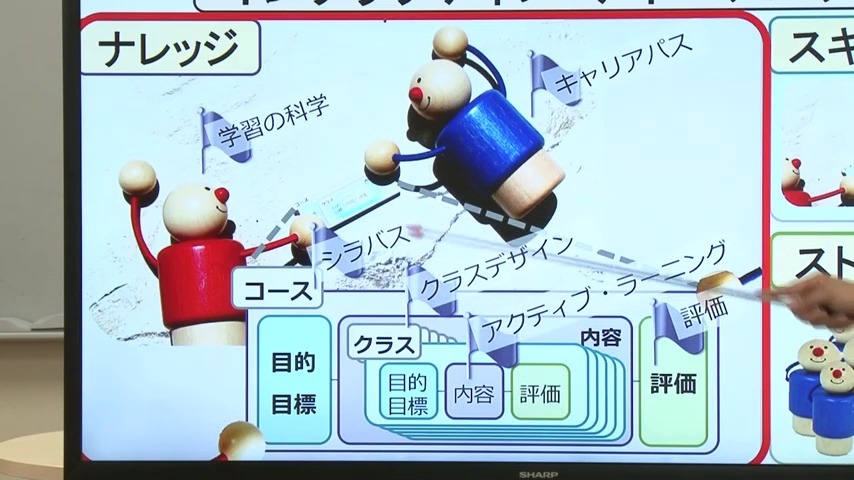 ナレッジ
スキ
キャリアパス
学習の科学
シラバス
クラスデザイン
アクティブ・ラーニング
評価
コース
目的
目標
クラス
内容
目的
目標
内容
評価
評価
スト
SHARP